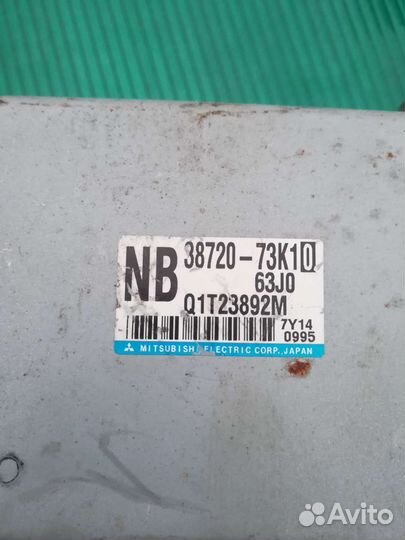 NB 38720-73K10
63J0
Q1T23892M
7Y14
0995
MITSUBISHI ELECTRIC CORP., JAPAN
Avito